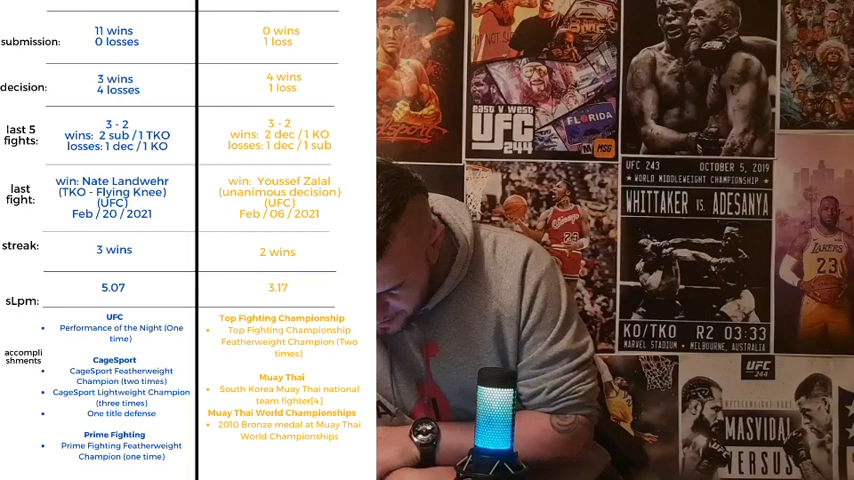 submission:
11 wins
0 losses
0 wins
1 loss
decision:
3 wins
4 losses
4 wins
1 loss
last 5
fights:
3 - 2
wins: 2 sub / 1 TKO
losses: 1 dec / 1 KO
3 - 2
wins: 2 dec / 1 KO
losses: 1 dec / 1 sub
last
fight:
win: Nate Landwehr
(TKO - Flying Knee)
(UFC)
Feb / 20 / 2021
win: Youssef Zalal
(unanimous decision)
(UFC)
Feb / 06 / 2021
streak:
3 wins
2 wins
sLpm:
5.07
3.17
accompli
shments
UFC
Performance of the Night (One
time)
CageSport
CageSport Featherweight
Champion (two times)
CageSport Lightweight Champion
(three times)
One title defense
Prime Fighting
Prime Fighting Featherweight
Champion (one time)
Top Fighting Championship
Top Fighting Championship
Featherweight Champion (Two
times)
Muay Thai
South Korea Muay Thai national
team fighter[4]
Muay Thai World Championships
2010 Bronze medal at Muay Thai
World Championships
BMF
EAST V WEST
UFC
244
FLORIDA
MSG
Chicago
23
UFC 243
OCTOBER 5, 2019
★ WORLD MIDDLEWEIGHT CHAMPIONSHIP ★
WHITTAKER VS. ADESANYA
KO/TKO R2 03:33
MARVEL STADIUM • MELBOURNE, AUSTRALIA
LAKERS
23
UFC
244
MASVIDAL
VERSUS